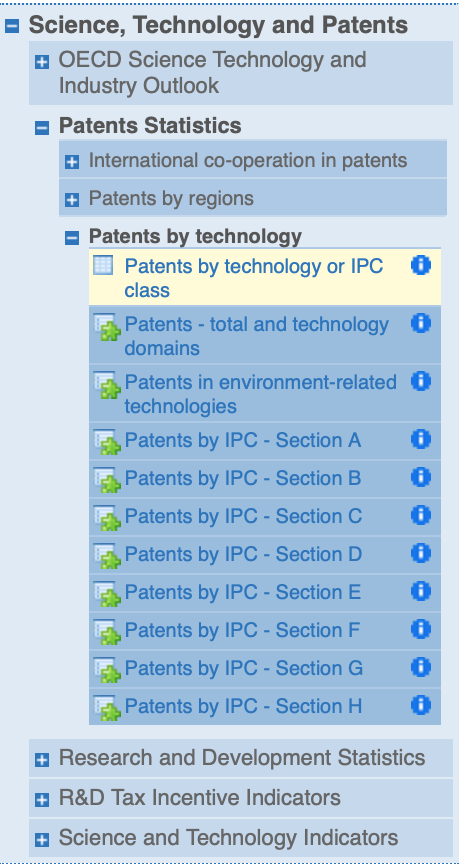 Science, Technology and Patents
OECD Science Technology and
Industry Outlook
Patents Statistics
International co-operation in patents
Patents by regions
Patents by technology
Patents by technology or IPC
class
Patents - total and technology
domains
Patents in environment-related
technologies
Patents by IPC - Section A
Patents by IPC - Section B
Patents by IPC - Section C
Patents by IPC - Section D
Patents by IPC - Section E
Patents by IPC - Section F
Patents by IPC - Section G
Patents by IPC - Section H
Research and Development Statistics
R&D Tax Incentive Indicators
Science and Technology Indicators